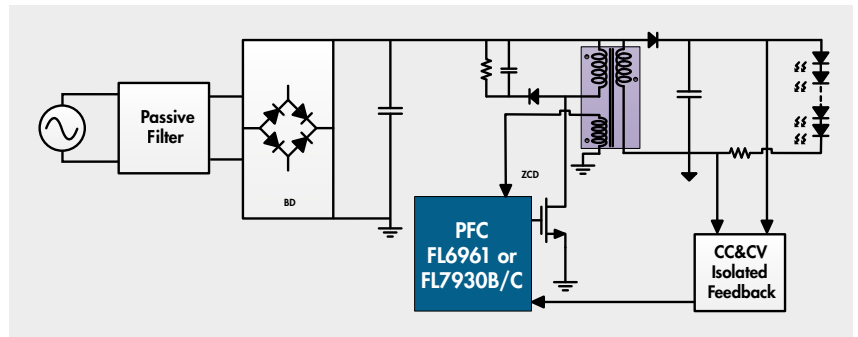 Passive
Filter
BD
ZCD
PFC
FL6961 or
FL7930B/C
CC&CV
Isolated
Feedback